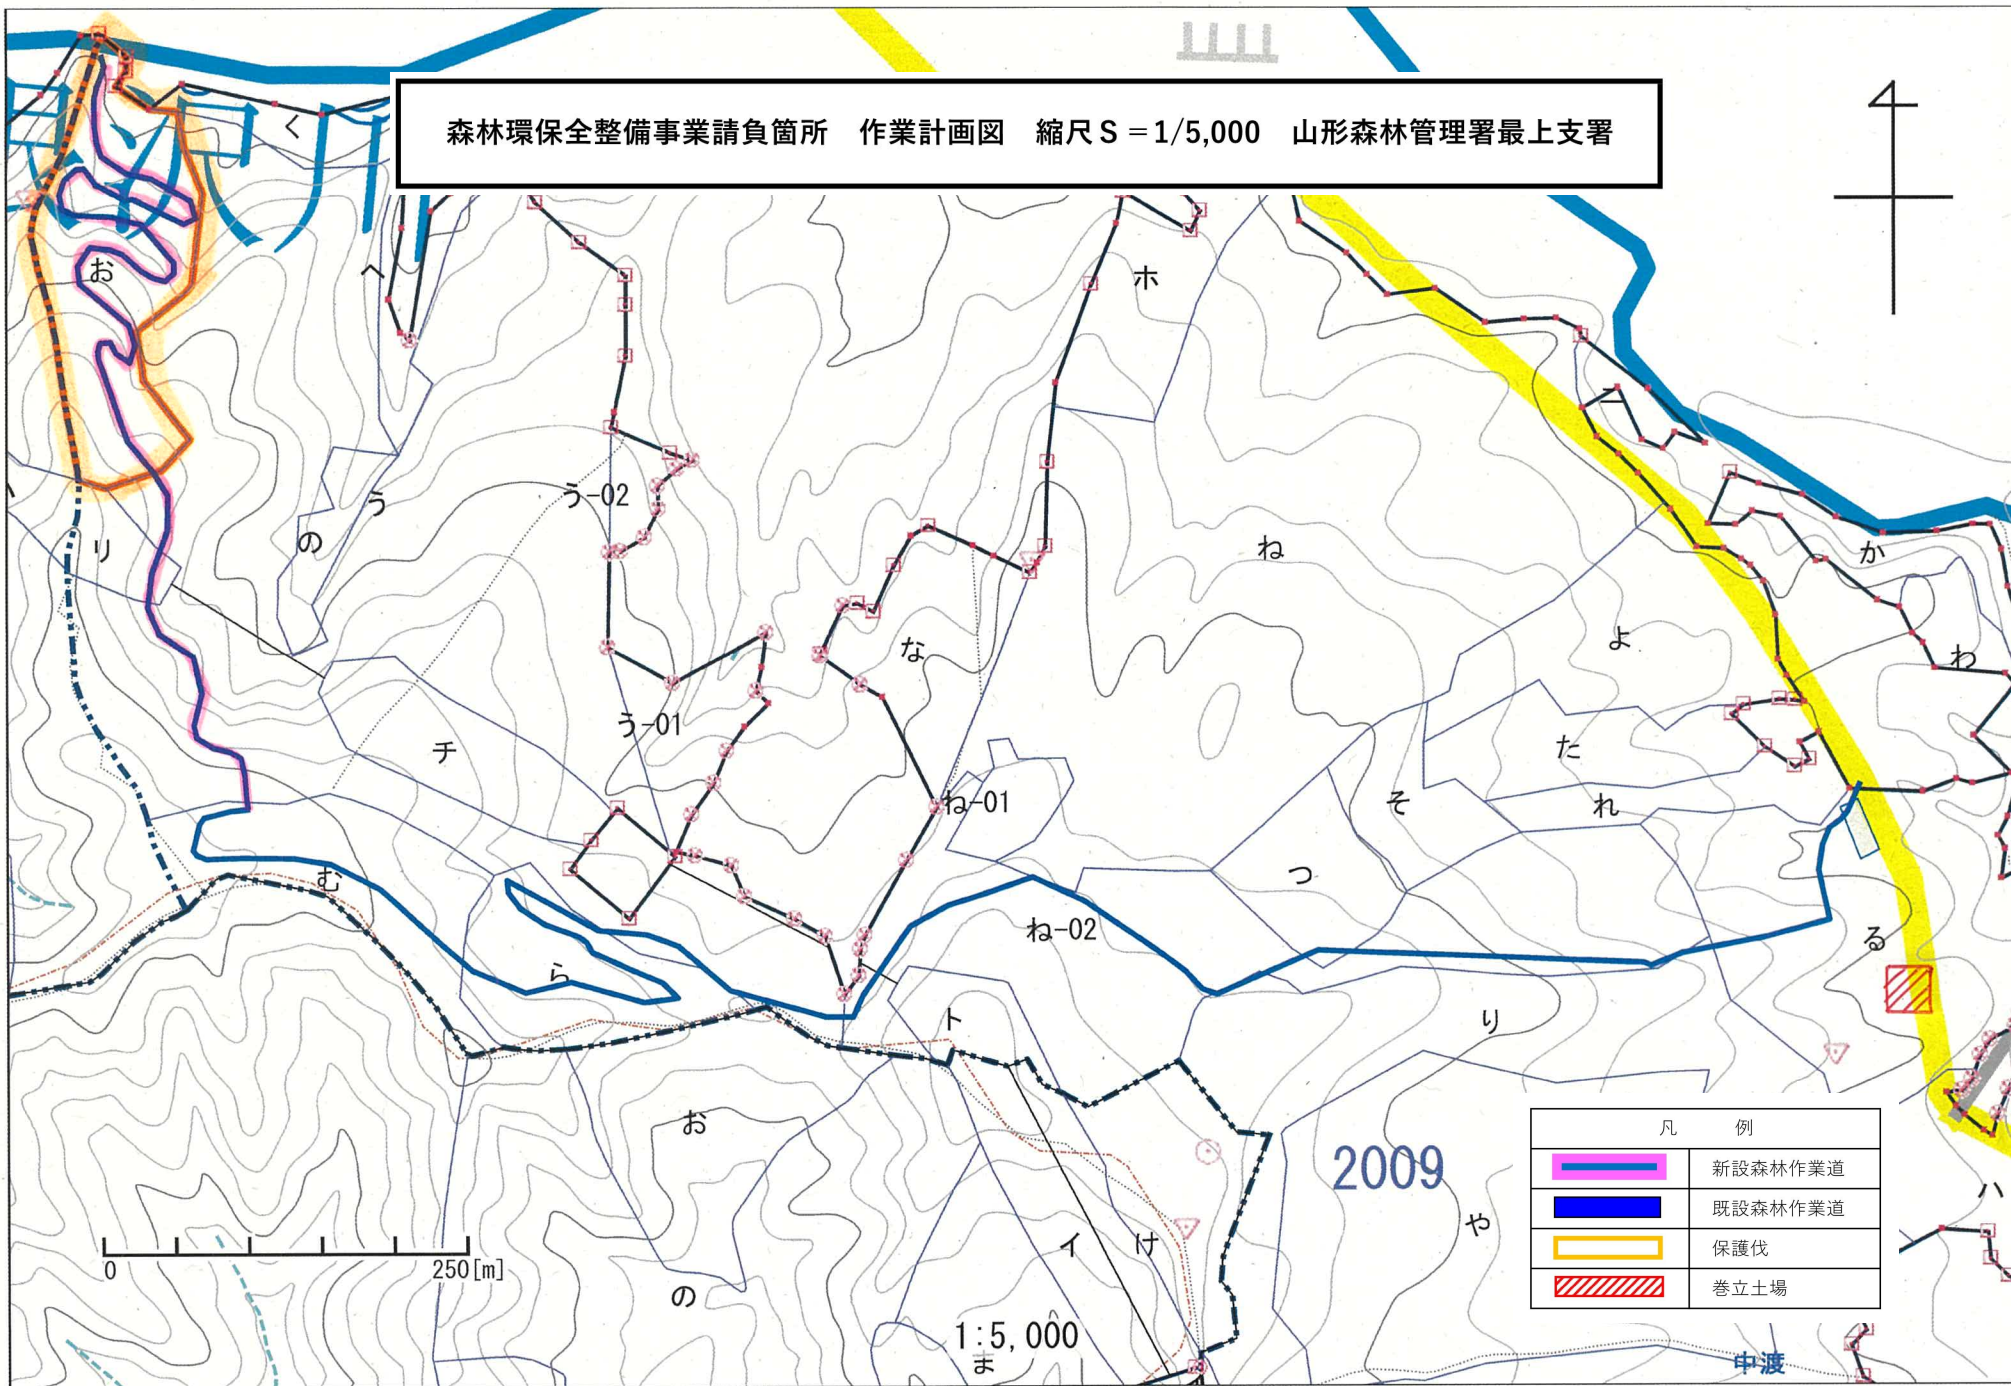 森林環保全整備事業請負箇所　作業計画図　縮尺Ｓ＝1/5,000　山形森林管理署最上支署
く
へ
ホ
お
ニ
う
う-02
の
リ
ね
か
よ
わ
な
う-01
チ
た
ね-01
そ
れ
む
つ
ね-02
る
ら
ト
り
お
2009
や
イ
け
ハ
の
ま
0
250[m]
1:5,000
中渡
凡　例
新設森林作業道
既設森林作業道
保護伐
巻立土場